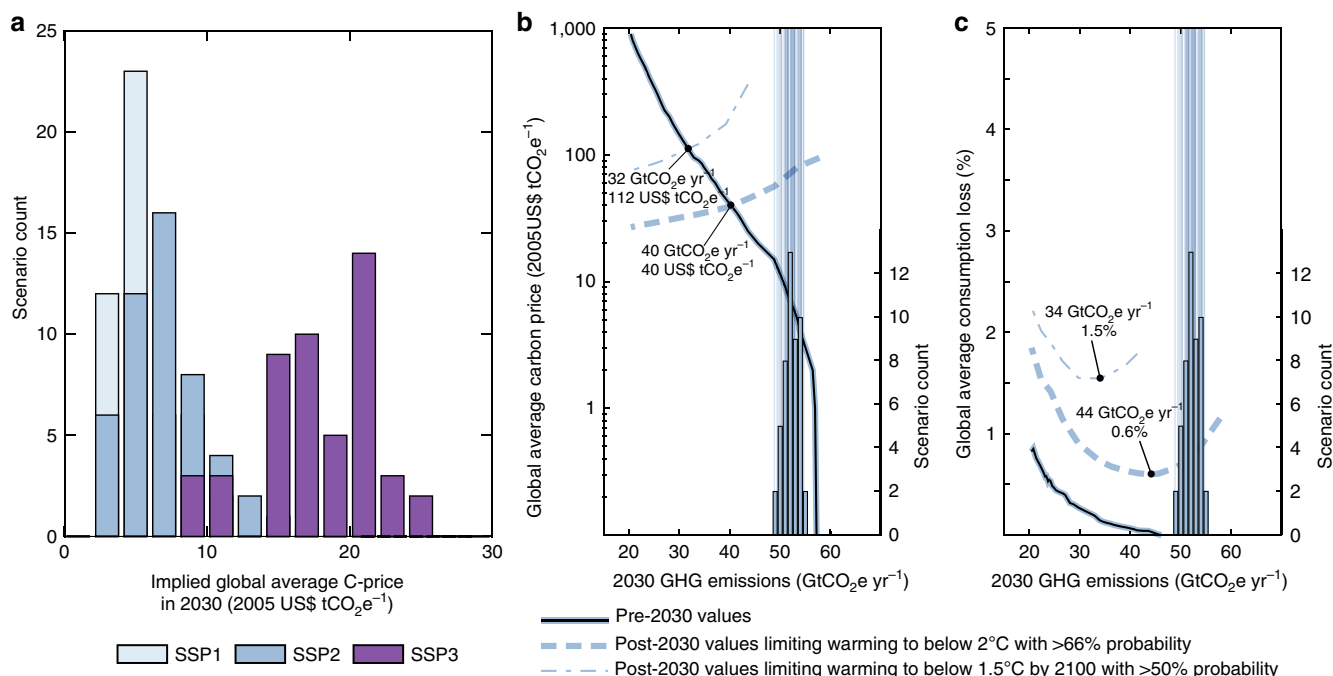 a
25
20
15
10
5
0
Scenario count
0
10
20
30
Implied global average C-price
in 2030 (2005 US$ tCO₂e⁻¹)
SSP1
SSP2
SSP3
b
1,000
100
10
1
Global average carbon price (2005US$ tCO₂e⁻¹)
32 GtCO₂e yr⁻¹
112 US$ tCO₂e⁻¹
40 GtCO₂e yr⁻¹
40 US$ tCO₂e⁻¹
12
10
8
6
4
2
0
Scenario count
20
30
40
50
60
2030 GHG emissions (GtCO₂e yr⁻¹)
c
5
4
3
2
1
Global average consumption loss (%)
34 GtCO₂e yr⁻¹
1.5%
44 GtCO₂e yr⁻¹
0.6%
12
10
8
6
4
2
0
Scenario count
20
30
40
50
60
2030 GHG emissions (GtCO₂e yr⁻¹)
Pre-2030 values
Post-2030 values limiting warming to below 2°C with >66% probability
Post-2030 values limiting warming to below 1.5°C by 2100 with >50% probability